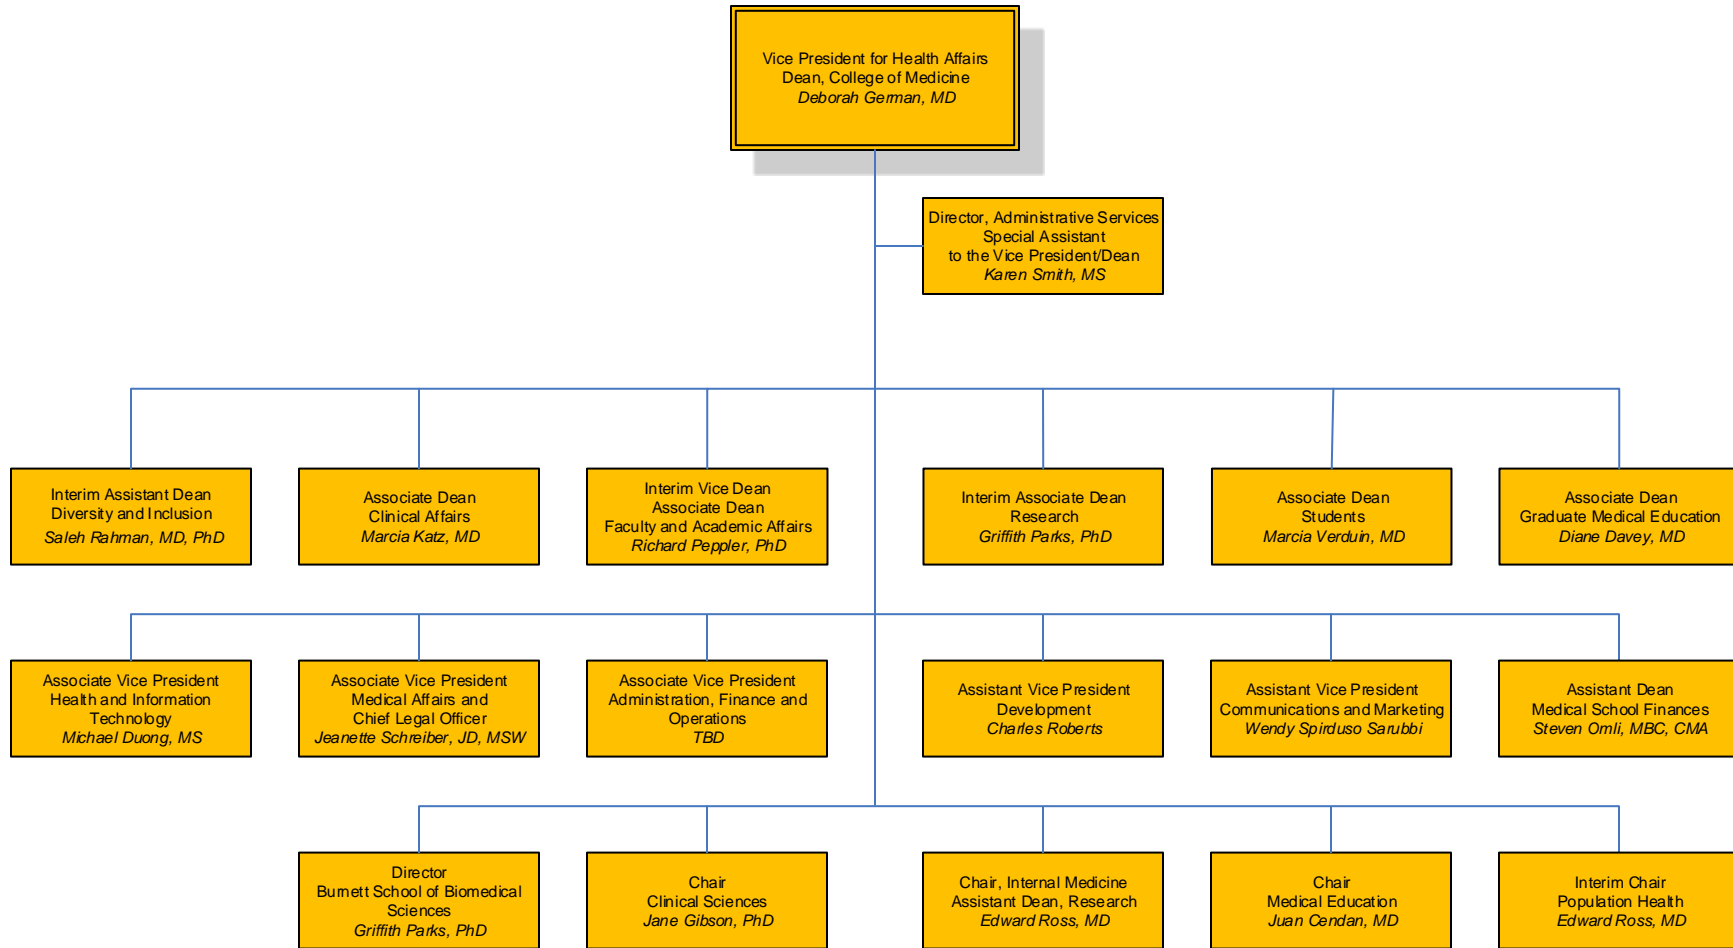 Vice President for Health Affairs
Dean, College of Medicine
Deborah German, MD
Director, Administrative Services
Special Assistant
to the Vice President/Dean
Karen Smith, MS
Interim Assistant Dean
Diversity and Inclusion
Saleh Rahman, MD, PhD
Associate Dean
Clinical Affairs
Marcia Katz, MD
Interim Vice Dean
Associate Dean
Faculty and Academic Affairs
Richard Peppler, PhD
Interim Associate Dean
Research
Griffith Parks, PhD
Associate Dean
Students
Marcia Verduin, MD
Associate Dean
Graduate Medical Education
Diane Davey, MD
Associate Vice President
Health and Information
Technology
Michael Duong, MS
Associate Vice President
Medical Affairs and
Chief Legal Officer
Jeanette Schreiber, JD, MSW
Associate Vice President
Administration, Finance and
Operations
TBD
Assistant Vice President
Development
Charles Roberts
Assistant Vice President
Communications and Marketing
Wendy Spirduso Sarubbi
Assistant Dean
Medical School Finances
Steven Omli, MBC, CMA
Director
Burnett School of Biomedical
Sciences
Griffith Parks, PhD
Chair
Clinical Sciences
Jane Gibson, PhD
Chair, Internal Medicine
Assistant Dean, Research
Edward Ross, MD
Chair
Medical Education
Juan Cendan, MD
Interim Chair
Population Health
Edward Ross, MD